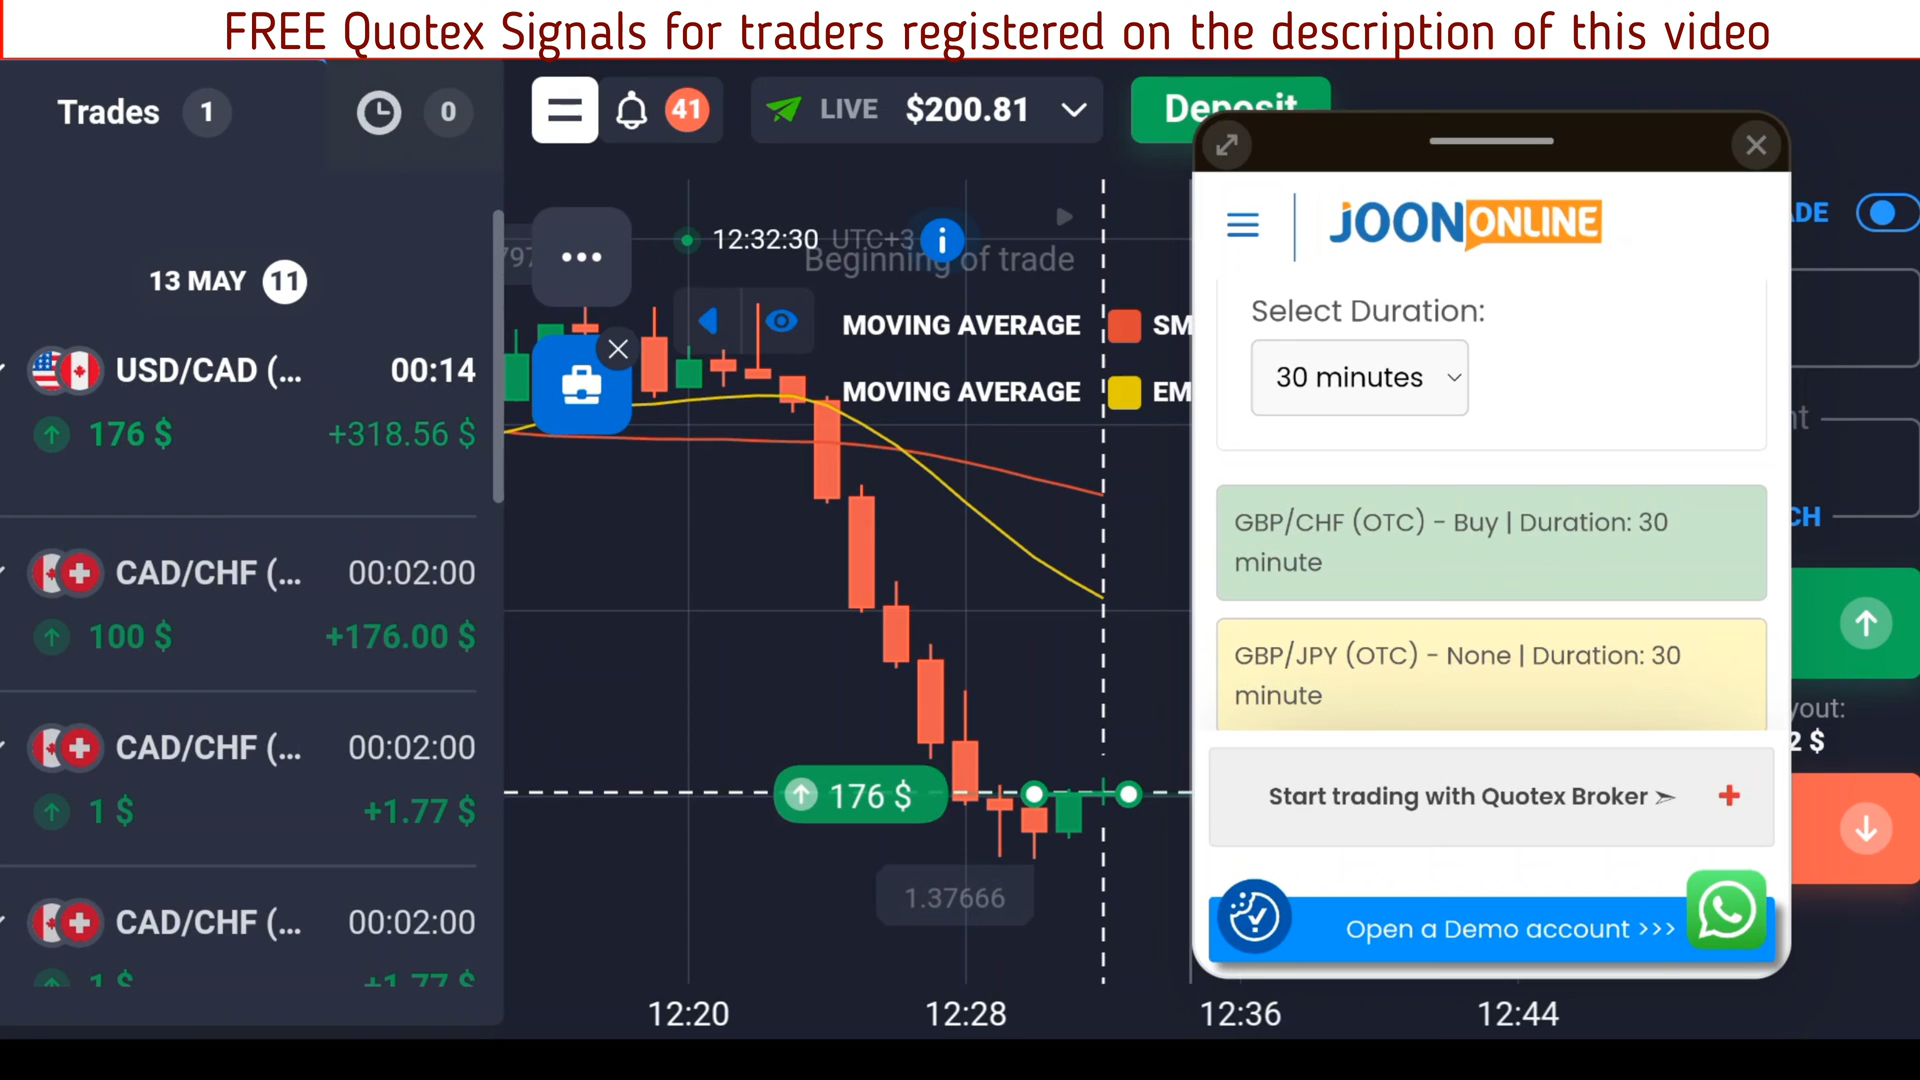 FREE Quotex Signals for traders registered on the description of this video
Trades 1 0
41
LIVE $200.81
Deposit
13 MAY 11
USD/CAD (... 00:14
176 $ +318.56 $
CAD/CHF (... 00:02:00
100 $ +176.00 $
CAD/CHF (... 00:02:00
1 $ +1.77 $
CAD/CHF (... 00:02:00
1 $ +1.77 $
12:32:30 UTC+3
Beginning of trade
MOVING AVERAGE SM
MOVING AVERAGE EM
176 $
1.37666
12:20 12:28 12:36 12:44
JOON ONLINE
Select Duration:
30 minutes
GBP/CHF (OTC) - Buy | Duration: 30
minute
GBP/JPY (OTC) - None | Duration: 30
minute
Start trading with Quotex Broker ➣ +
Open a Demo account >>>